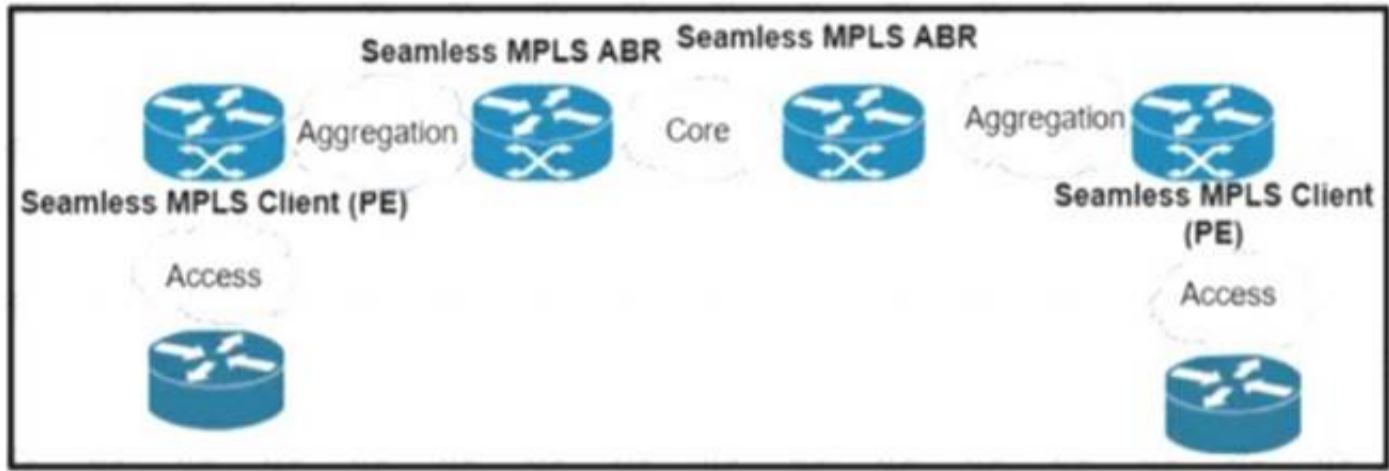 Seamless MPLS ABR
Seamless MPLS ABR
Aggregation
Core
Aggregation
Seamless MPLS Client (PE)
Seamless MPLS Client
(PE)
Access
Access